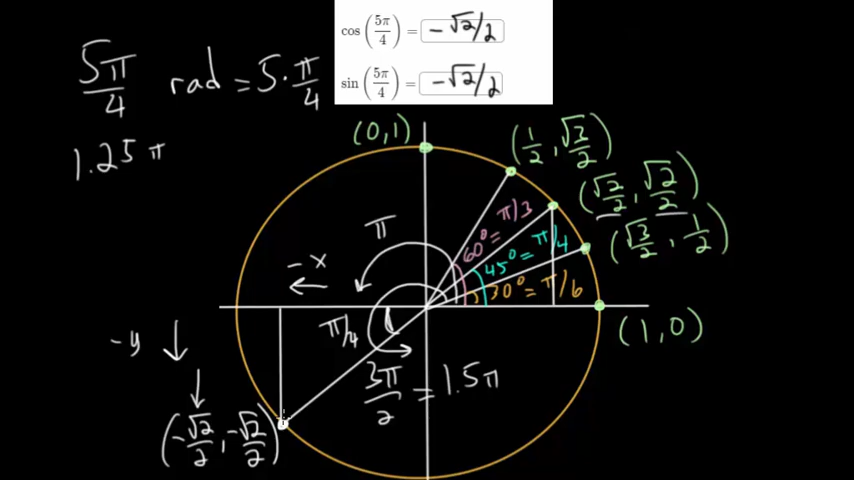 cos(5π/4) = -√2/2
sin(5π/4) = -√2/2
5π/4 rad = 5·π/4
1.25 π
(0,1)
(1/2, √3/2)
(√2/2, √2/2)
(√3/2, 1/2)
π
60° = π/3
45° = π/4
30° = π/6
-x
π/4
(1,0)
-y
3π/2 = 1.5π
(-√2/2, -√2/2)